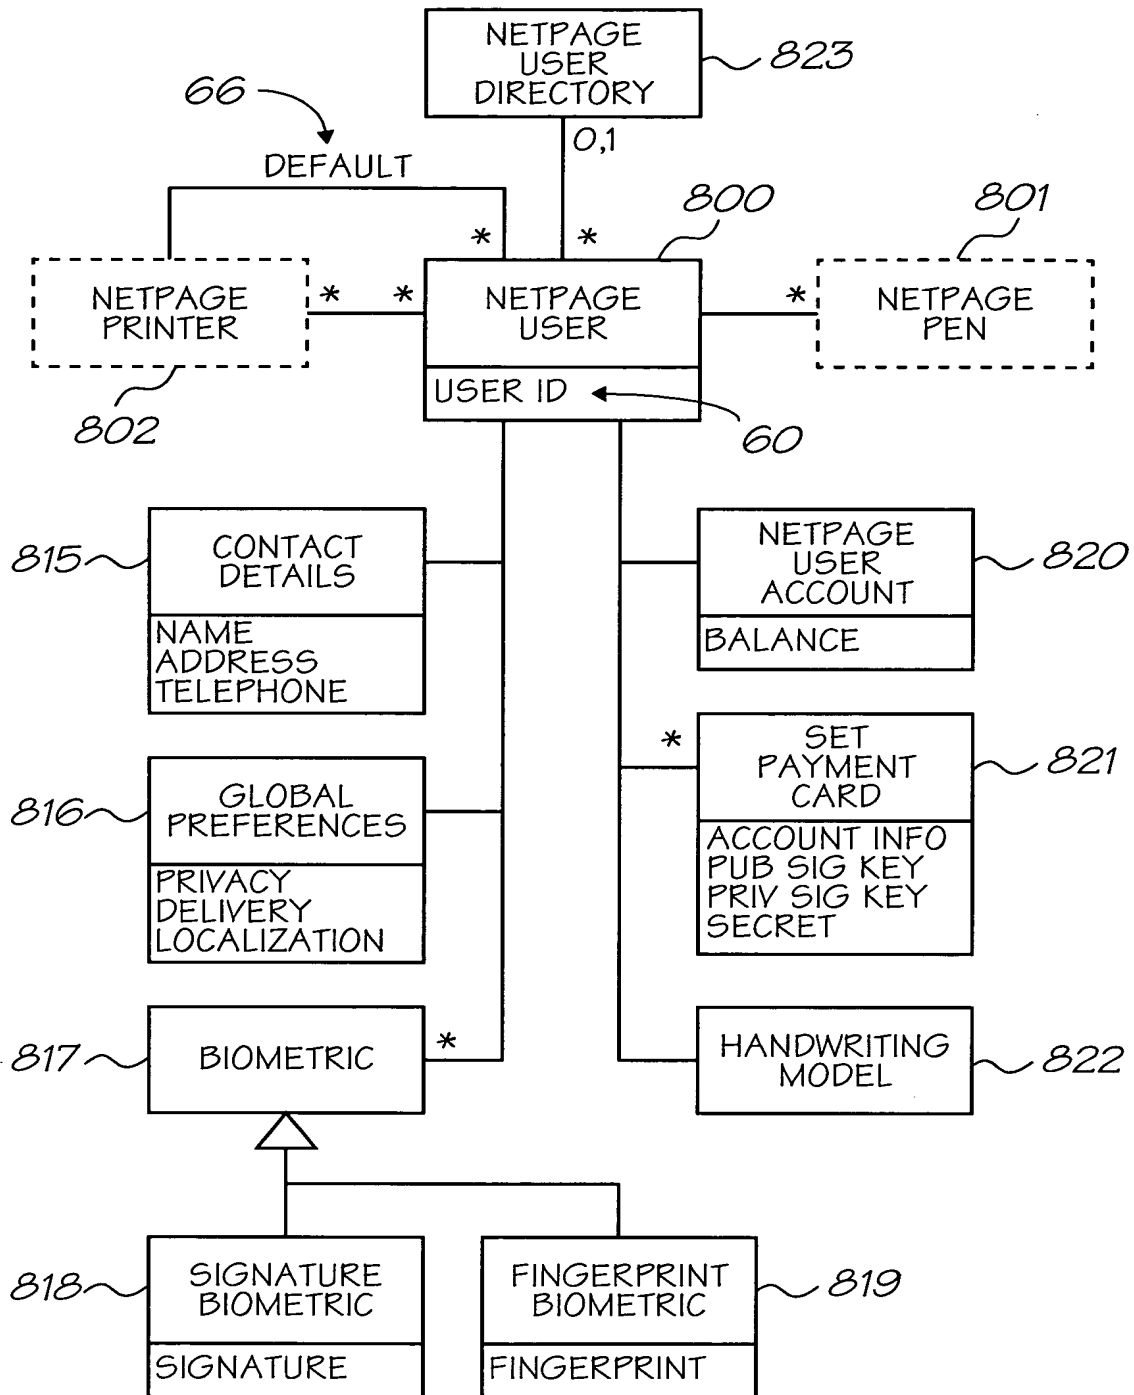 NETPAGE
USER
DIRECTORY
823
66
0,1
DEFAULT
800
801
*
*
NETPAGE
PRINTER
*
*
NETPAGE
USER
*
NETPAGE
PEN
USER ID
802
60
815
CONTACT
DETAILS
NAME
ADDRESS
TELEPHONE
NETPAGE
USER
ACCOUNT
820
BALANCE
816
GLOBAL
PREFERENCES
PRIVACY
DELIVERY
LOCALIZATION
*
SET
PAYMENT
CARD
821
ACCOUNT INFO
PUB SIG KEY
PRIV SIG KEY
SECRET
817
BIOMETRIC
*
HANDWRITING
MODEL
822
818
SIGNATURE
BIOMETRIC
SIGNATURE
FINGERPRINT
BIOMETRIC
819
FINGERPRINT